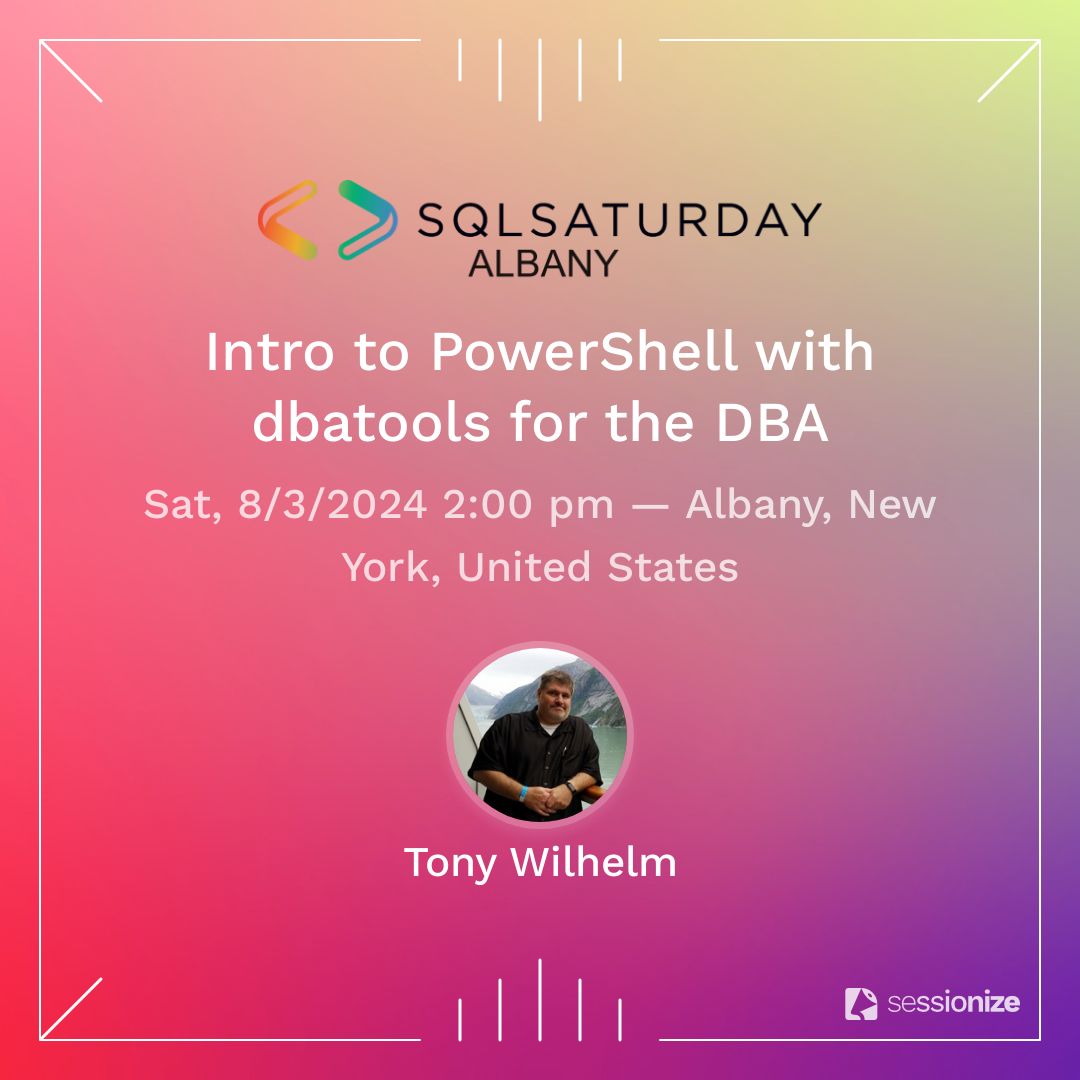 SQLSATURDAY
ALBANY
Intro to PowerShell with
dbatools for the DBA
Sat, 8/3/2024 2:00 pm — Albany, New
York, United States
Tony Wilhelm
sessionize